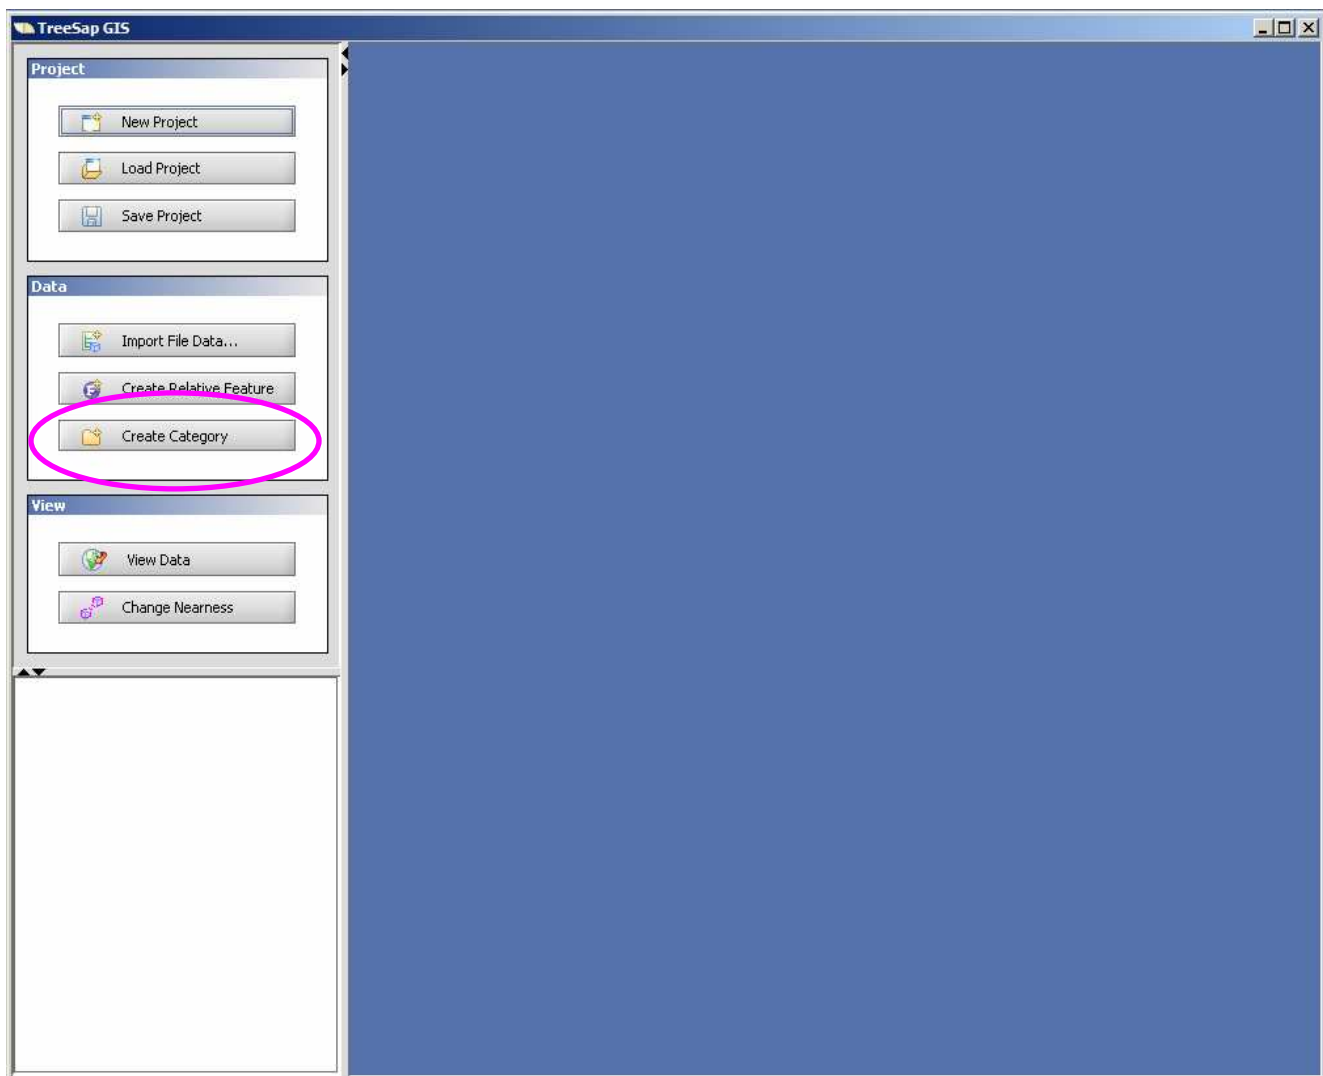 TreeSap GIS
Project
New Project
Load Project
Save Project
Data
Import File Data...
Create Relative Feature
Create Category
View
View Data
Change Nearness